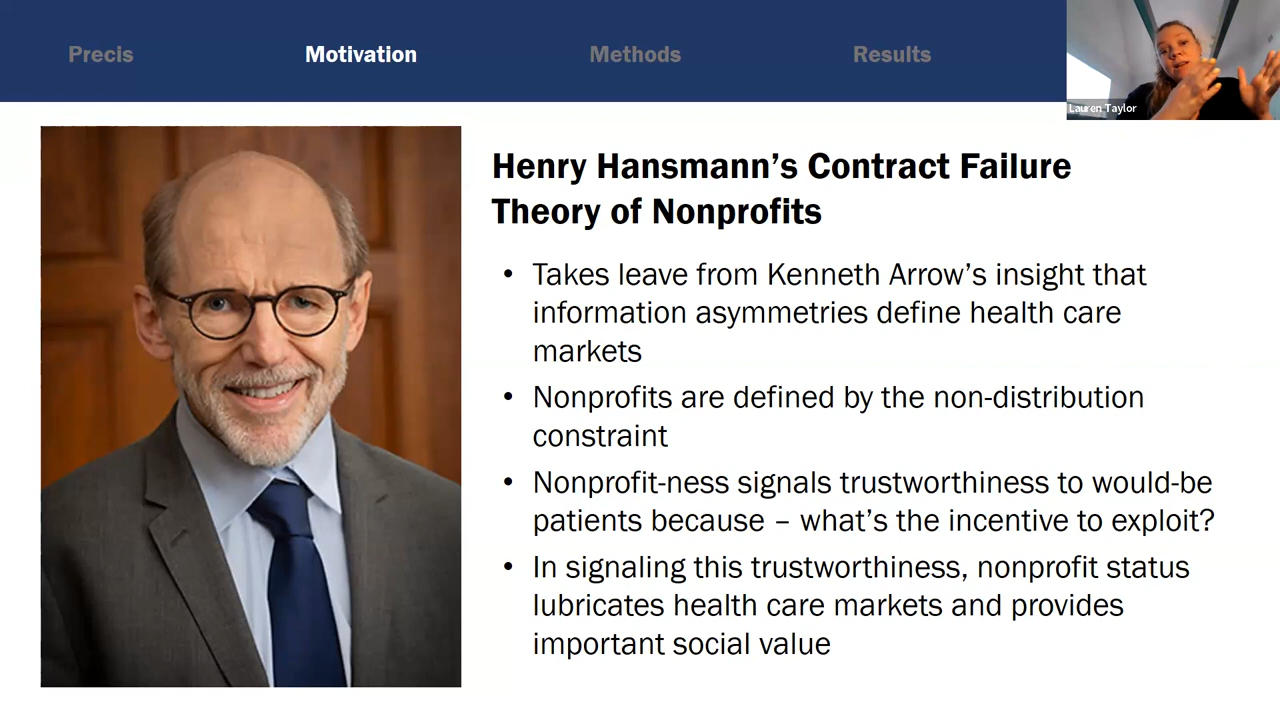 Precis
Motivation
Methods
Results
Lauren Taylor
Henry Hansmann’s Contract Failure
Theory of Nonprofits
• Takes leave from Kenneth Arrow’s insight that
information asymmetries define health care
markets
• Nonprofits are defined by the non-distribution
constraint
• Nonprofit-ness signals trustworthiness to would-be
patients because – what’s the incentive to exploit?
• In signaling this trustworthiness, nonprofit status
lubricates health care markets and provides
important social value